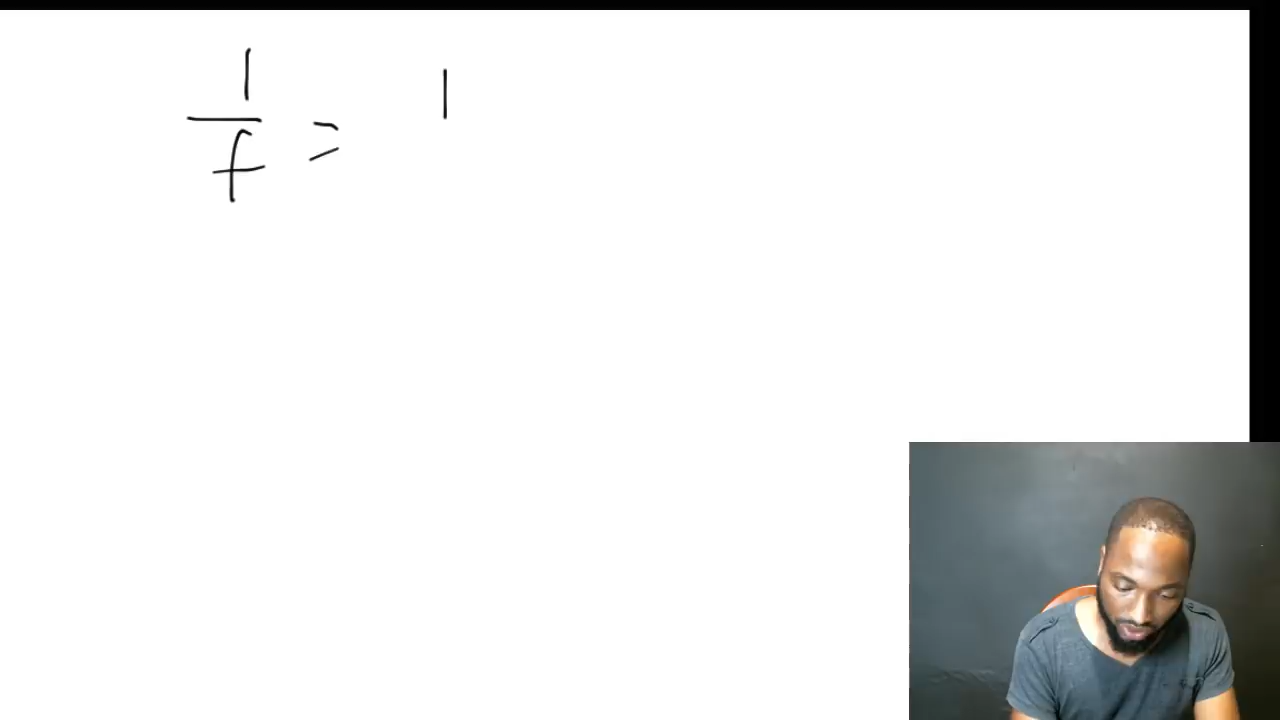 1/f = 1